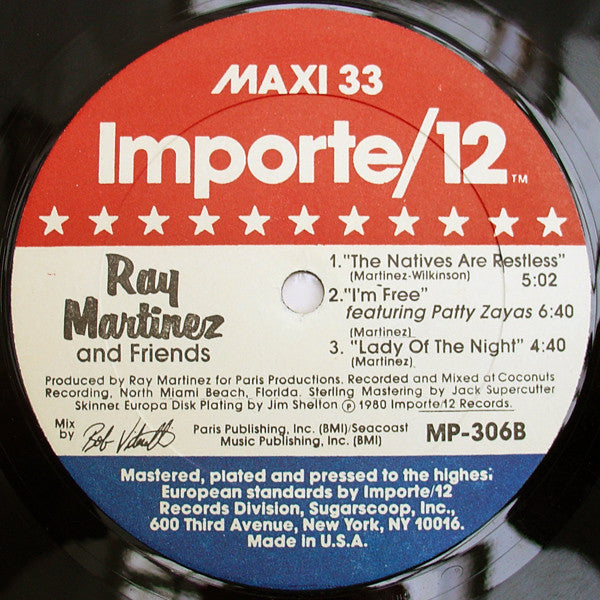 MAXI 33
Importe/12 TM
Ray
Martinez
and Friends
1. "The Natives Are Restless"
(Martinez-Wilkinson) 5:02
2. "I'm Free"
featuring Patty Zayas 6:40
(Martinez)
3. "Lady Of The Night" 4:40
(Martinez)
Produced by Ray Martinez for Paris Productions. Recorded and Mixed at Coconuts
Recording, North Miami Beach, Florida. Sterling Mastering by Jack Supercutter
Skinner. Europa Disk Plating by Jim Shelton ℗ 1980 Importe/12 Records.
Mix
by
Paris Publishing, Inc. (BMI)/Seacoast
Music Publishing, Inc. (BMI)
MP-306B
Mastered, plated and pressed to the highes
European standards by Importe/12
Records Division, Sugarscoop, Inc.,
600 Third Avenue, New York, NY 10016.
Made in U.S.A.